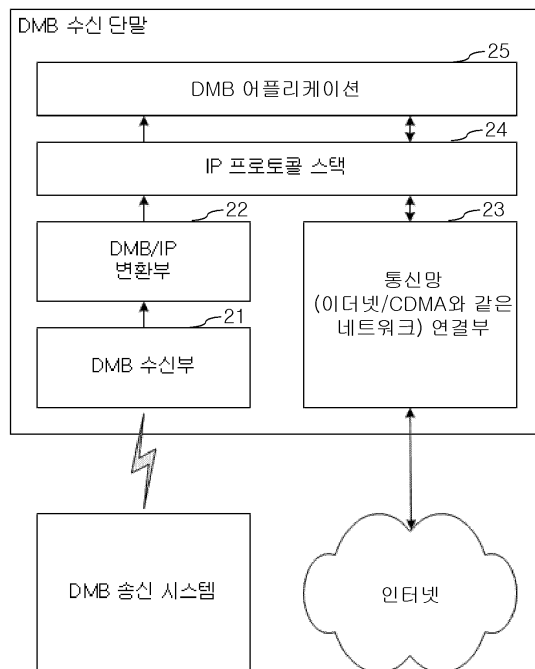 DMB 수신 단말
25
DMB 어플리케이션
24
IP 프로토콜 스택
22
DMB/IP
변환부
23
통신망
(이더넷/CDMA와 같은
네트워크) 연결부
21
DMB 수신부
DMB 송신 시스템
인터넷